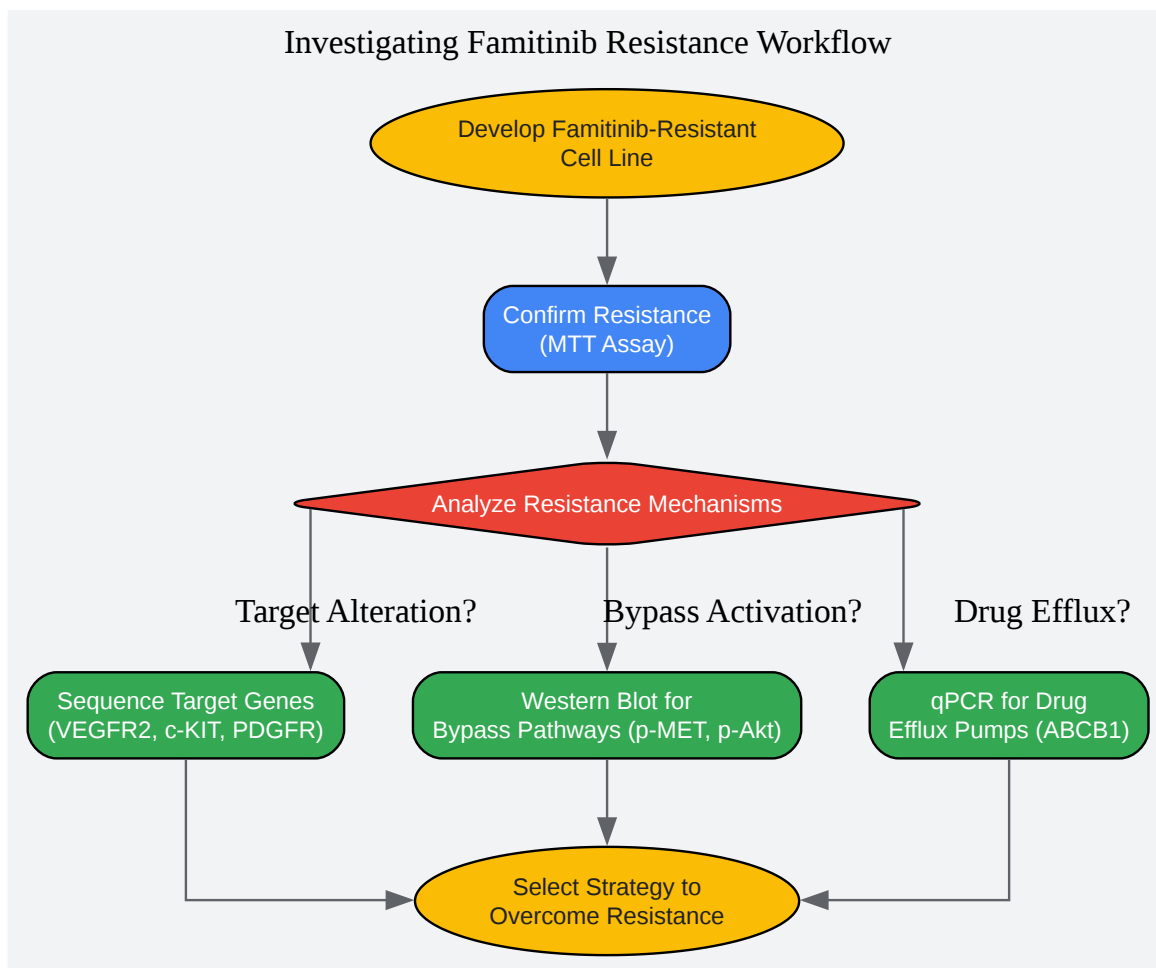 Investigating Famitinib Resistance Workflow
Develop Famitinib-Resistant
Cell Line
Confirm Resistance
(MTT Assay)
Analyze Resistance Mechanisms
Target Alteration?
Bypass Activation?
Drug Efflux?
Sequence Target Genes
(VEGFR2, c-KIT, PDGFR)
Western Blot for
Bypass Pathways (p-MET, p-Akt)
qPCR for Drug
Efflux Pumps (ABCB1)
Select Strategy to
Overcome Resistance